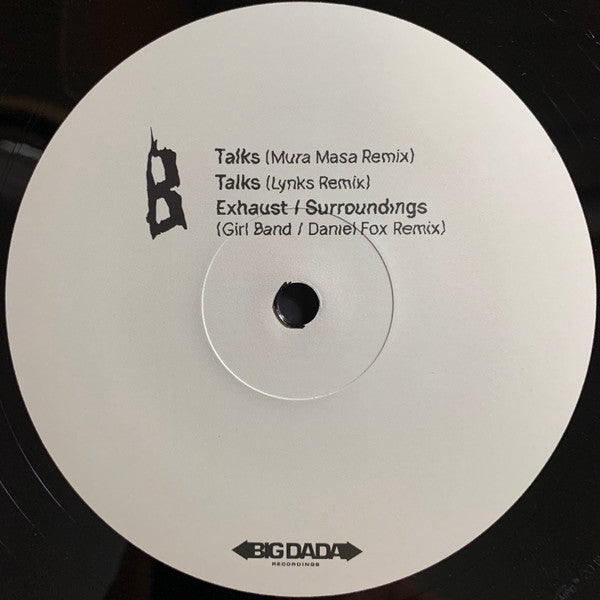 B
Talks (Mura Masa Remix)
Talks (Lynks Remix)
Exhaust / Surroundings
(Girl Band / Daniel Fox Remix)
BIG DADA
RECORDINGS